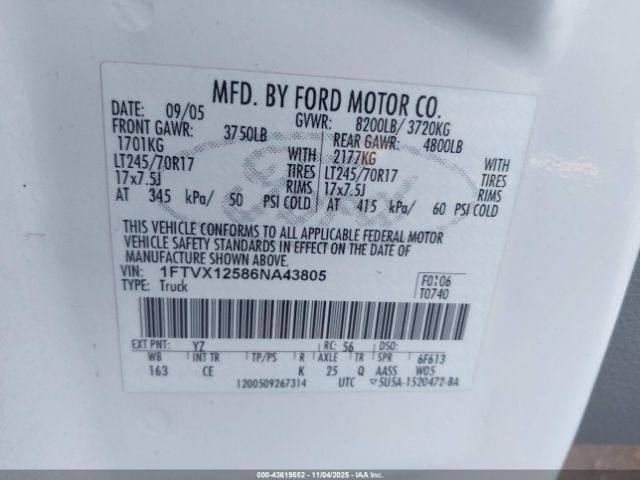 MFD. BY FORD MOTOR CO.
DATE: 09/05 GVWR: 8200LB/ 3720KG
FRONT GAWR: 3750LB REAR GAWR: 4800LB
1701KG WITH 2177KG WITH
LT245/70R17 TIRES LT245/70R17 TIRES
17x7.5J RIMS 17x7.5J RIMS
AT 345 kPa/ 50 PSI COLD AT 415 kPa/ 60 PSI COLD
THIS VEHICLE CONFORMS TO ALL APPLICABLE FEDERAL MOTOR
VEHICLE SAFETY STANDARDS IN EFFECT ON THE DATE OF
MANUFACTURE SHOWN ABOVE.
VIN: 1FTVX12586NA43805 F0106
TYPE: Truck T0740
EXT PNT: YZ RC: 56 DSO:
WB INT TR TP/PS R AXLE TR SPR 6F613
163 CE K 25 Q AASS W05
1200509267314 UTC 5U5A-1520472-BA
000-43619552 - 11/04/2025 - IAAI Inc.